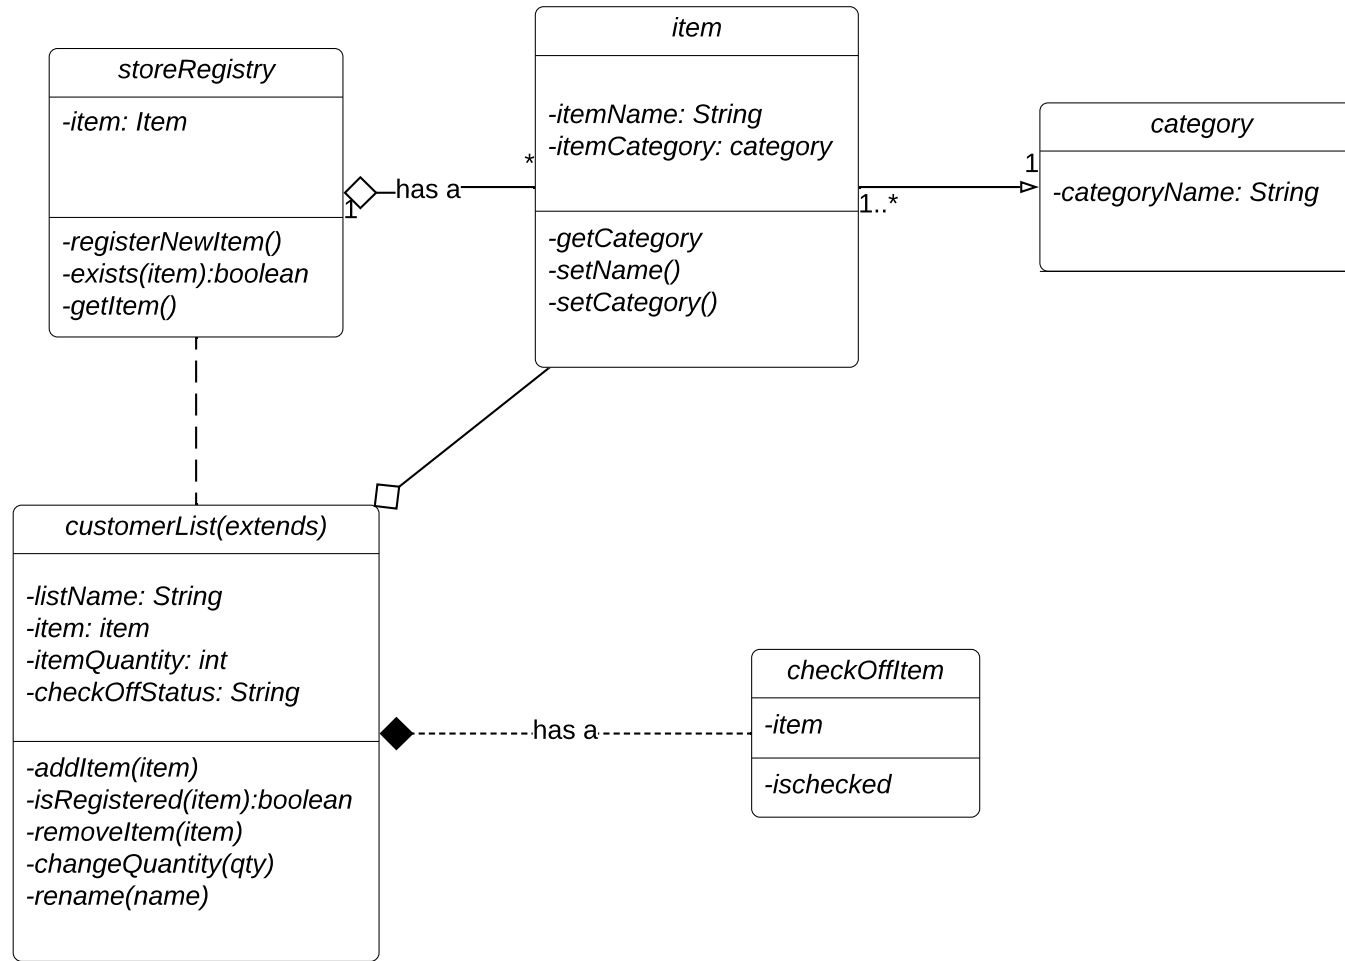 storeRegistry
-item: Item
-registerNewItem()
-exists(item):boolean
-getItem()
1
has a
*
item
-itemName: String
-itemCategory: category
-getCategory
-setName()
-setCategory()
1..*
1
category
-categoryName: String
customerList(extends)
-listName: String
-item: item
-itemQuantity: int
-checkOffStatus: String
-addItem(item)
-isRegistered(item):boolean
-removeItem(item)
-changeQuantity(qty)
-rename(name)
has a
checkOffItem
-item
-ischecked